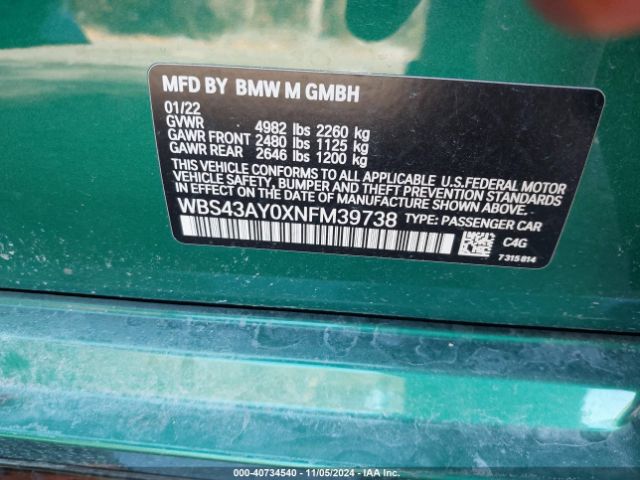 MFD BY BMW M GMBH
01/22
GVWR 4982 lbs 2260 kg
GAWR FRONT 2480 lbs 1125 kg
GAWR REAR 2646 lbs 1200 kg
THIS VEHICLE CONFORMS TO ALL APPLICABLE U.S.FEDERAL MOTOR
VEHICLE SAFETY, BUMPER AND THEFT PREVENTION STANDARDS
IN EFFECT ON THE DATE OF MANUFACTURE SHOWN ABOVE.
WBS43AY0XNFM39738 TYPE: PASSENGER CAR
C4G
7 315 814
000-40734540 - 11/05/2024 - IAA Inc.